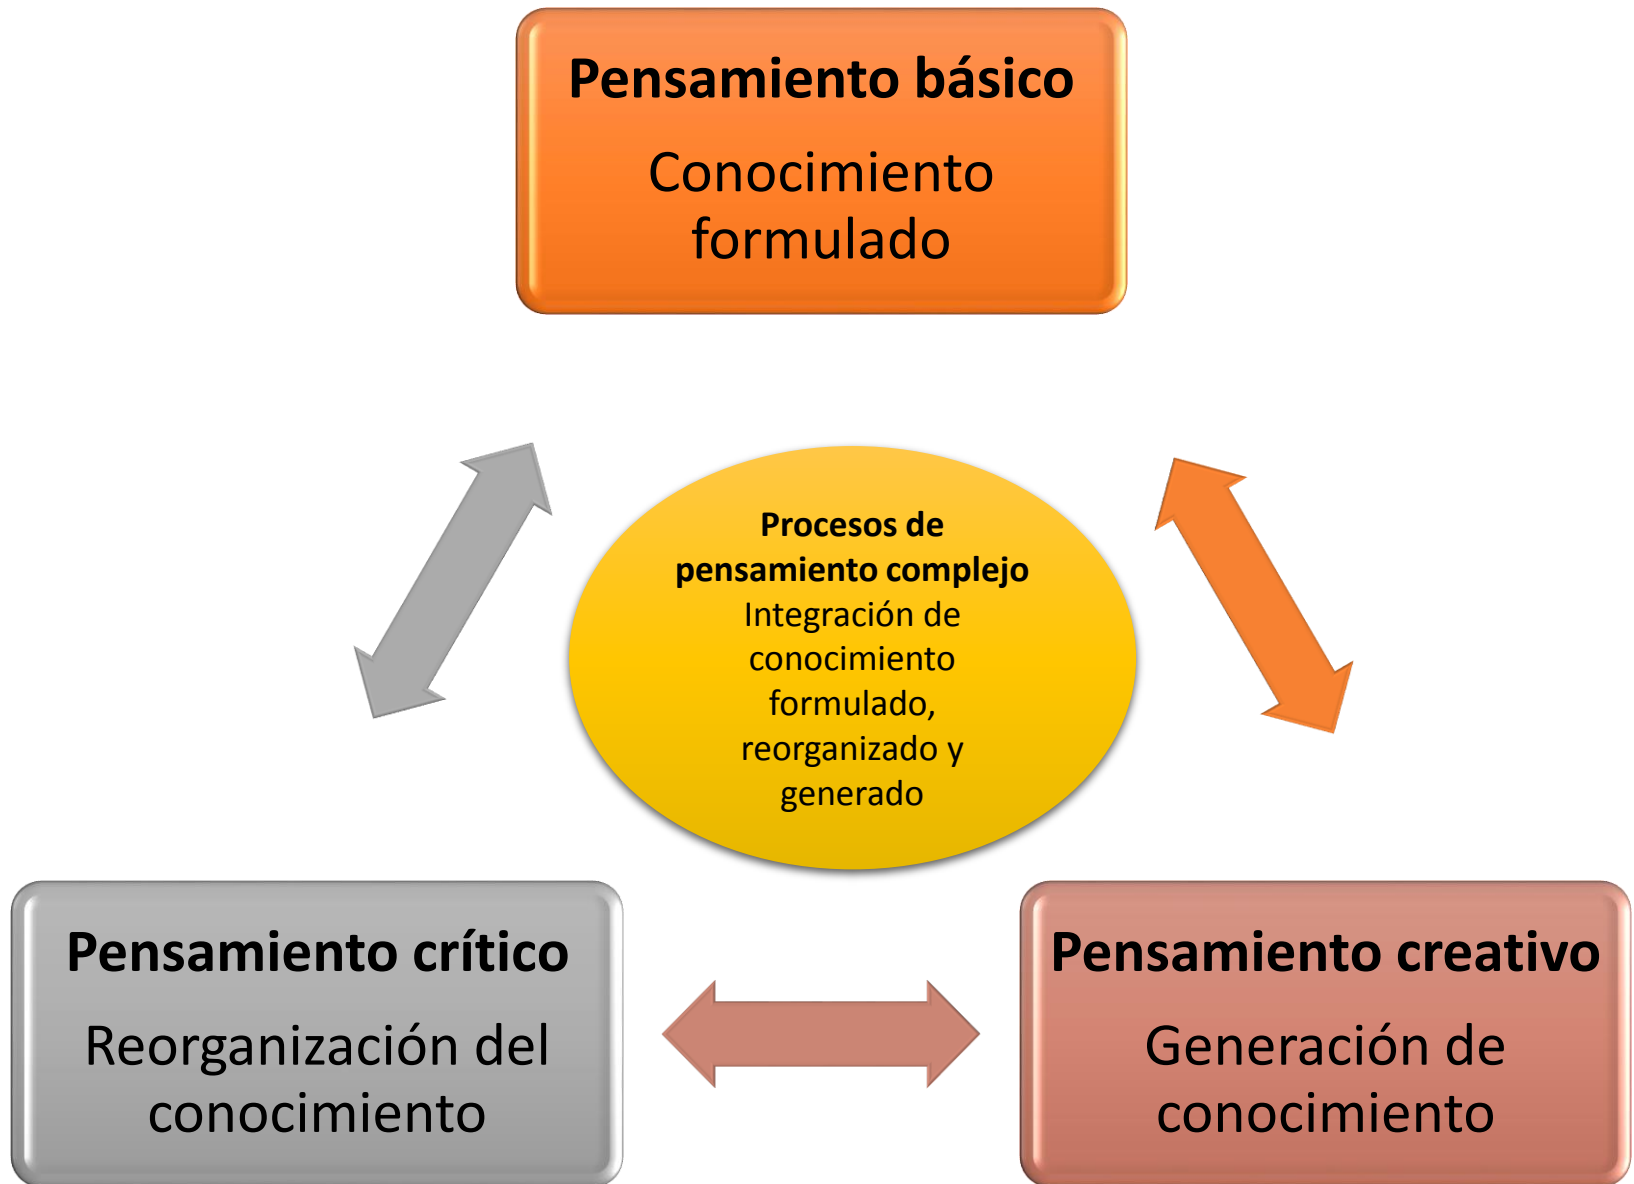 Pensamiento básico
Conocimiento
formulado
Procesos de
pensamiento complejo
Integración de
conocimiento
formulado,
reorganizado y
generado
Pensamiento crítico
Reorganización del
conocimiento
Pensamiento creativo
Generación de
conocimiento